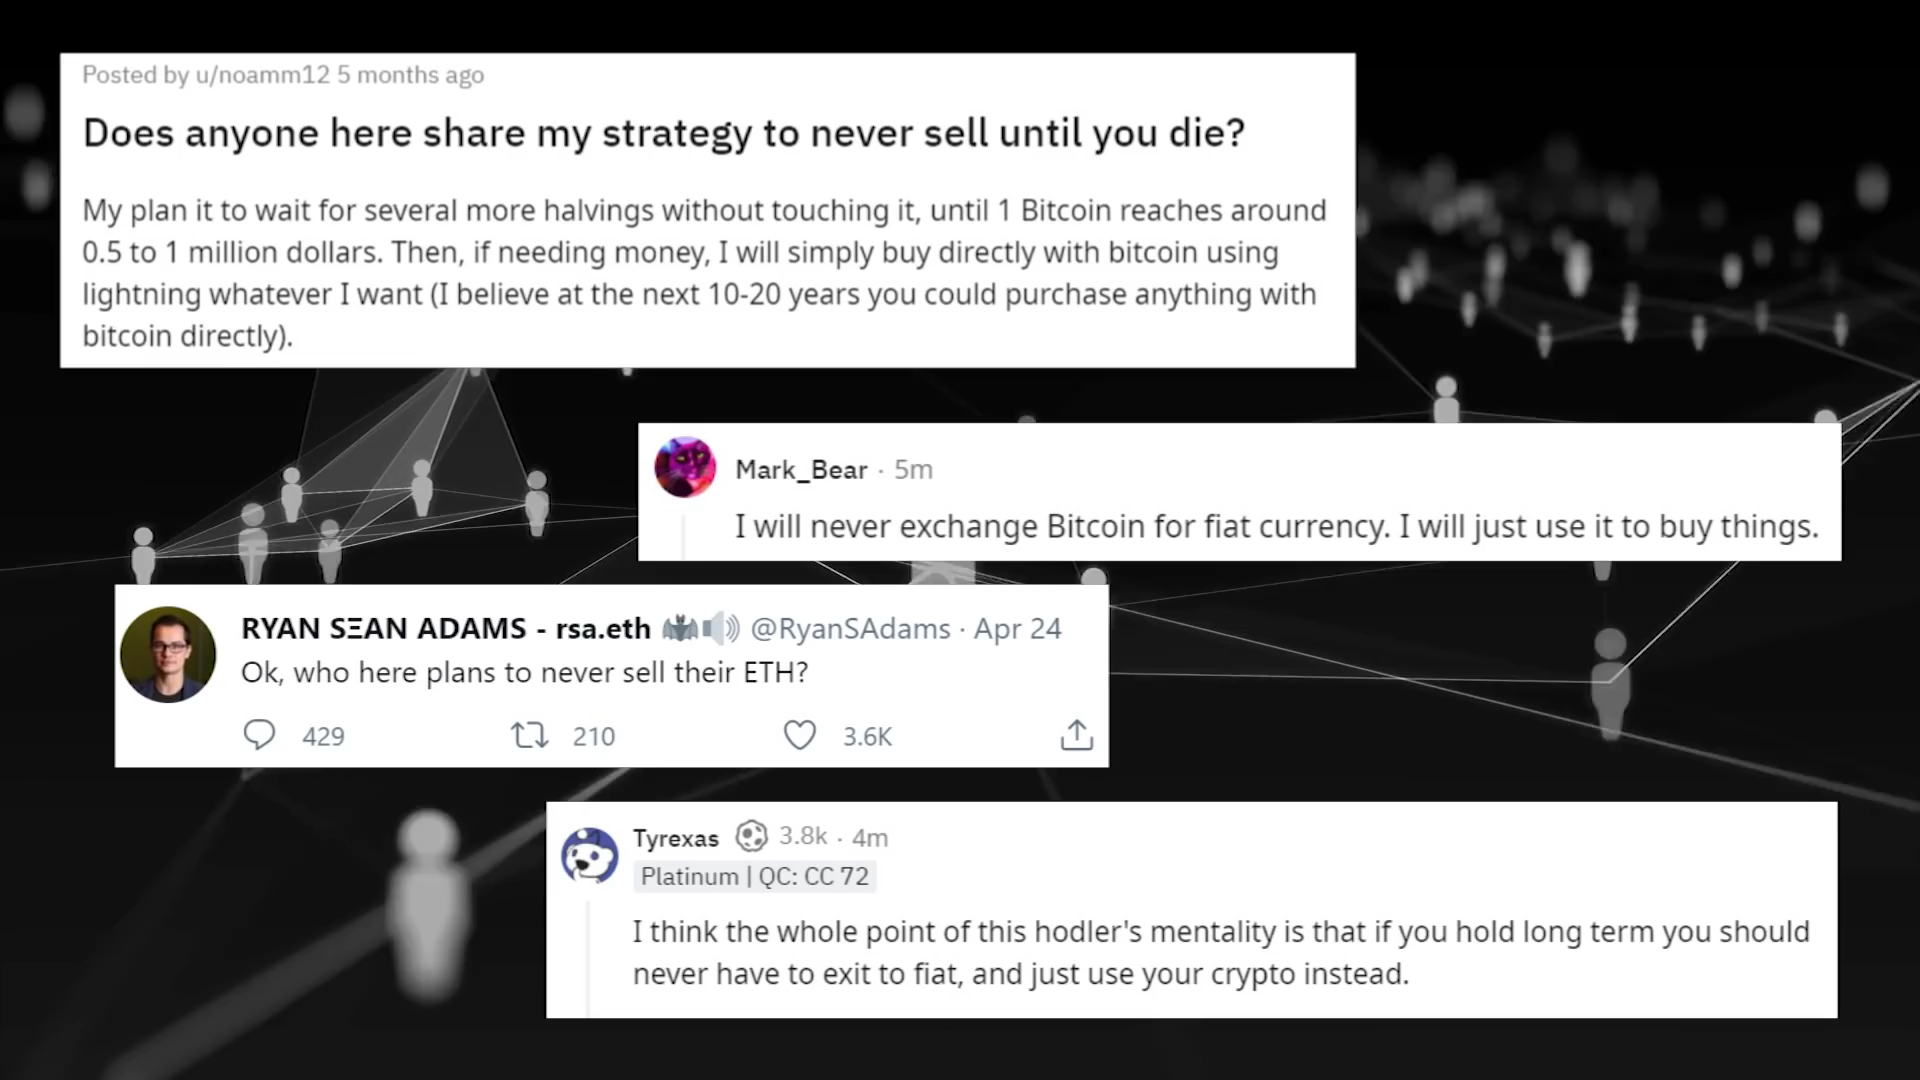 Posted by u/noamm12 5 months ago
Does anyone here share my strategy to never sell until you die?
My plan it to wait for several more halvings without touching it, until 1 Bitcoin reaches around
0.5 to 1 million dollars. Then, if needing money, I will simply buy directly with bitcoin using
lightning whatever I want (I believe at the next 10-20 years you could purchase anything with
bitcoin directly).
Mark_Bear · 5m
I will never exchange Bitcoin for fiat currency. I will just use it to buy things.
RYAN SΞAN ADAMS - rsa.eth 🦇🔊 @RyanSAdams · Apr 24
Ok, who here plans to never sell their ETH?
429 210 3.6K
Tyrexas 3.8k · 4m
Platinum | QC: CC 72
I think the whole point of this hodler's mentality is that if you hold long term you should
never have to exit to fiat, and just use your crypto instead.